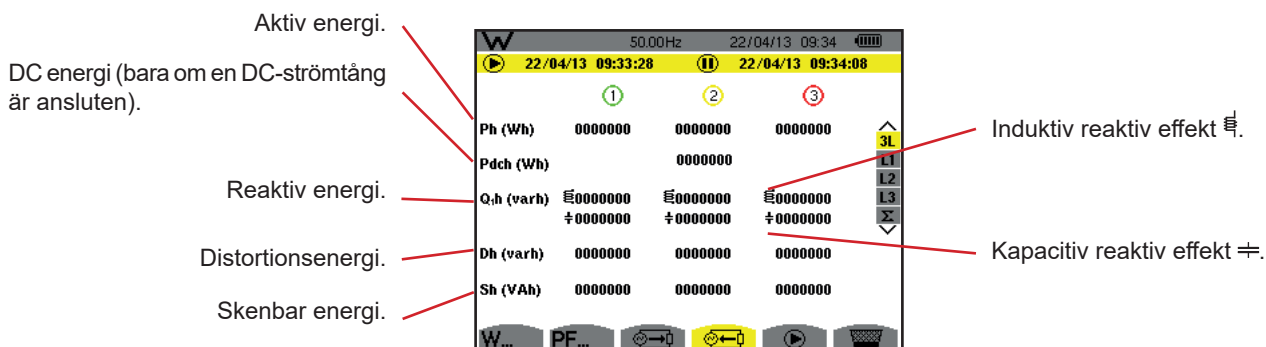 Aktiv energi.
DC energi (bara om en DC-strömtång
är ansluten).
Reaktiv energi.
Distortionsenergi.
Skenbar energi.
W 50.00Hz 22/04/13 09:34
22/04/13 09:33:28 22/04/13 09:34:08
1 2 3
Ph (Wh) 0000000 0000000 0000000
Pdch (Wh) 0000000
Q₁h (varh) 0000000 0000000 0000000
0000000 0000000 0000000
Dh (varh) 0000000 0000000 0000000
Sh (VAh) 0000000 0000000 0000000
3L
L1
L2
L3
Σ
W... PF...
Induktiv reaktiv effekt .
Kapacitiv reaktiv effekt .